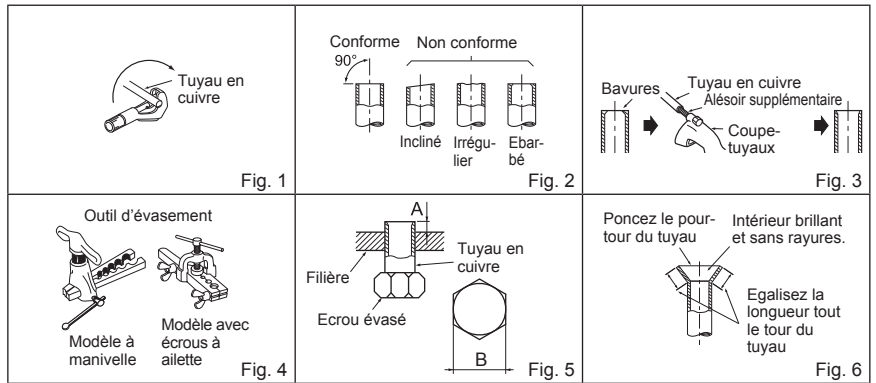 Tuyau en
cuivre
Fig. 1
Conforme
Non conforme
90°
Incliné
Irrégu-
lier
Ebar-
bé
Fig. 2
Bavures
Tuyau en cuivre
Alésoir supplémentaire
Coupe-
tuyaux
Fig. 3
Outil d'évasement
Modèle à
manivelle
Modèle avec
écrous à
ailette
Fig. 4
A
Tuyau en
cuivre
Filière
Ecrou évasé
B
Fig. 5
Poncez le pour-
tour du tuyau
Intérieur brillant
et sans rayures.
Egalisez la
longueur tout
le tour du
tuyau
Fig. 6